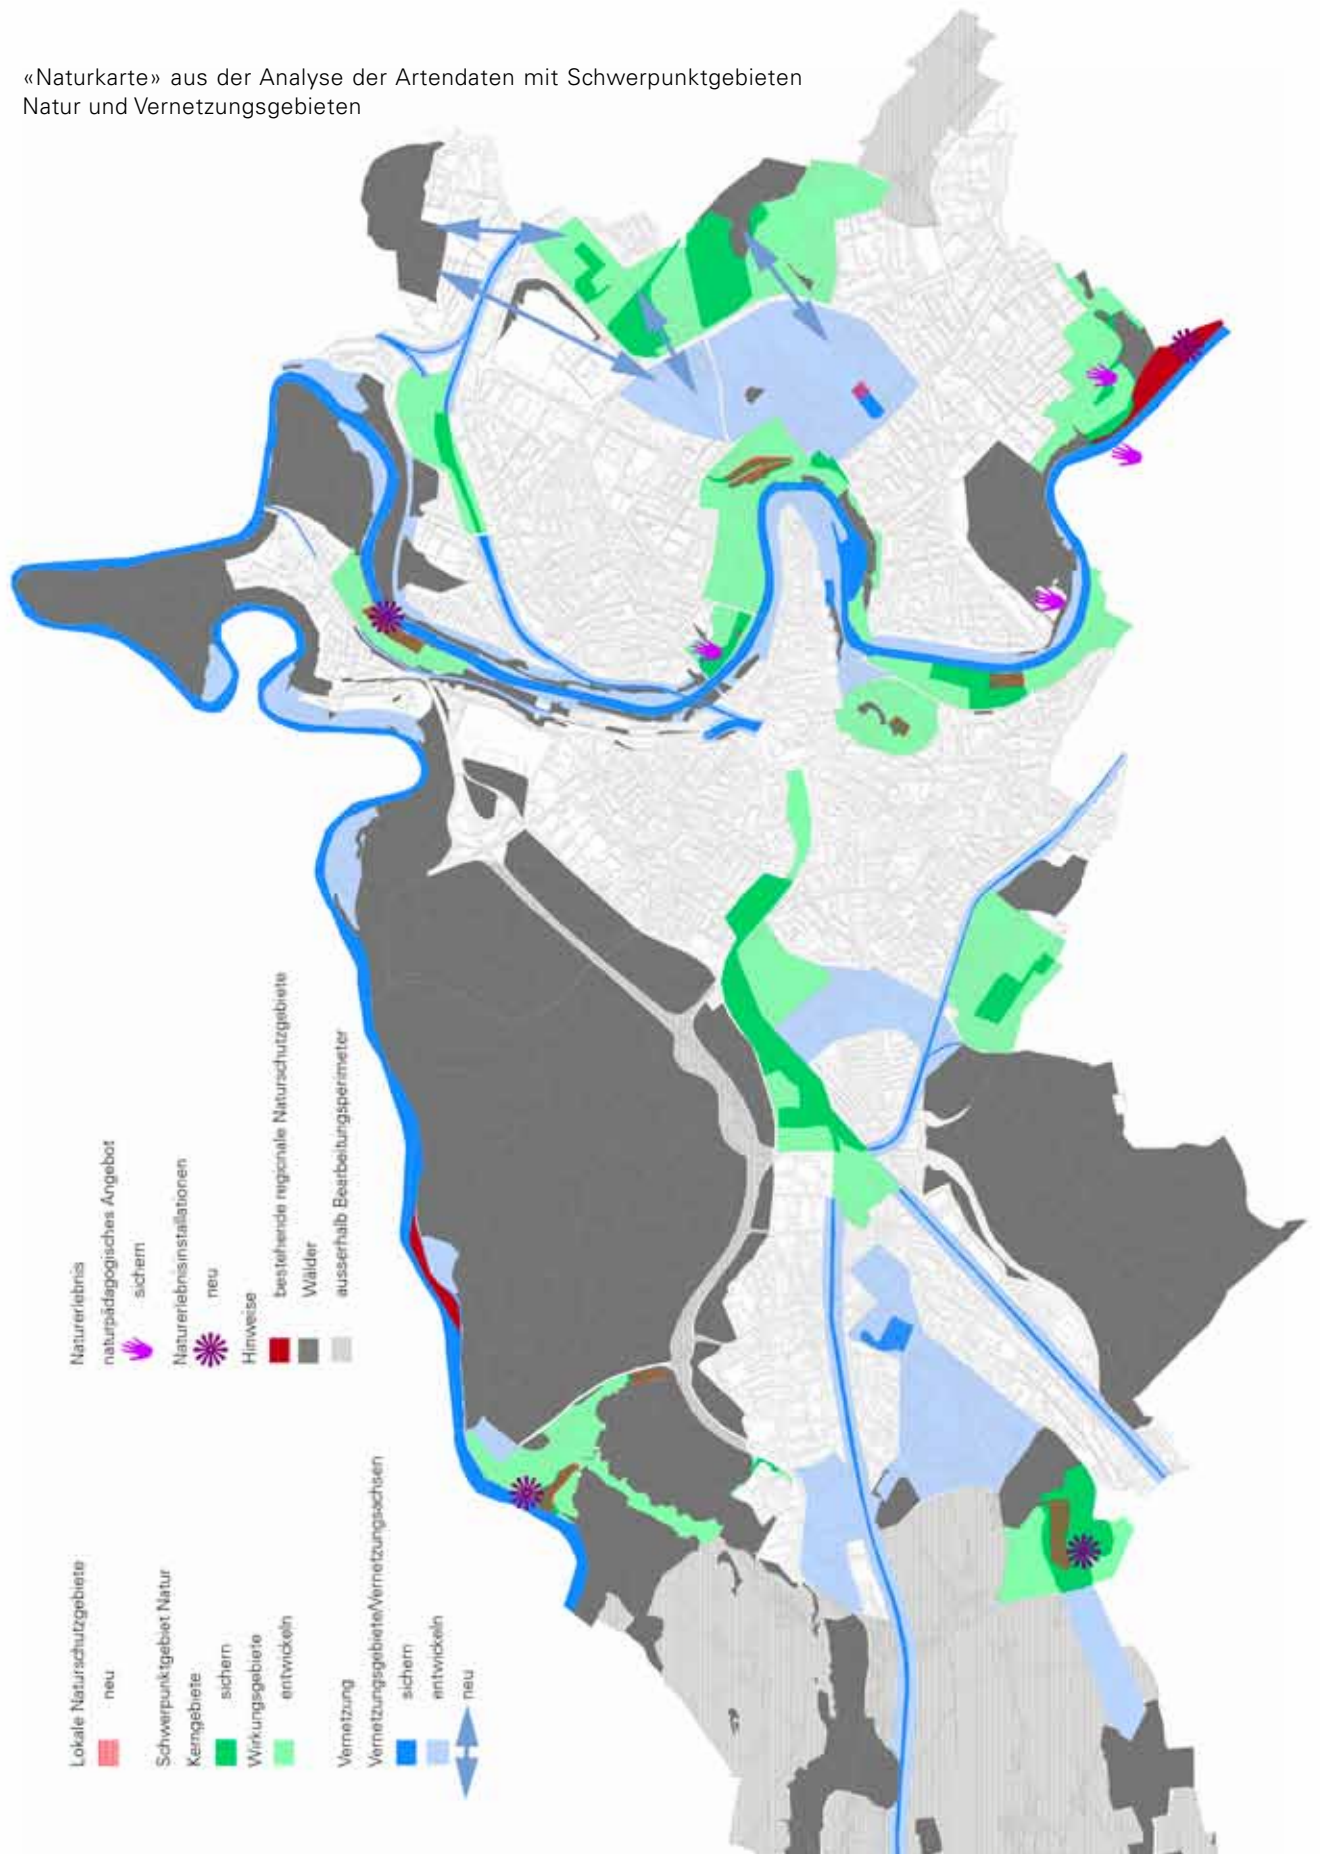 «Naturkarte» aus der Analyse der Artendaten mit Schwerpunktgebieten
Natur und Vernetzungsgebieten
Lokale Naturschutzgebiete
neu
Schwerpunktgebiet Natur
Kerngebiete
sichern
Wirkungsgebiete
entwickeln
Vernetzung
Vernetzungsgebiete/Vernetzungsachsen
sichern
entwickeln
neu
Naturerlebnis
naturpädagogisches Angebot
sichern
Naturerlebnisinstallationen
neu
Hinweise
bestehende regionale Naturschutzgebiete
Wälder
ausserhalb Bearbeitungsperimeter